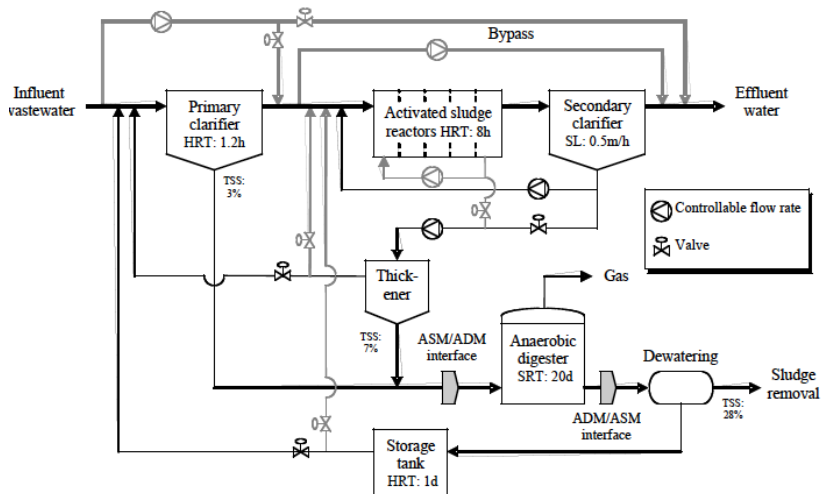 Bypass
Influent
wastewater
Primary
clarifier
HRT: 1.2h
Activated sludge
reactors HRT: 8h
Secondary
clarifier
SL: 0.5m/h
Effluent
water
TSS:
3%
Controllable flow rate
Valve
Thick-
ener
Gas
TSS:
7%
ASM/ADM
interface
Anaerobic
digester
SRT: 20d
Dewatering
Sludge
removal
TSS:
28%
ADM/ASM
interface
Storage
tank
HRT: 1d